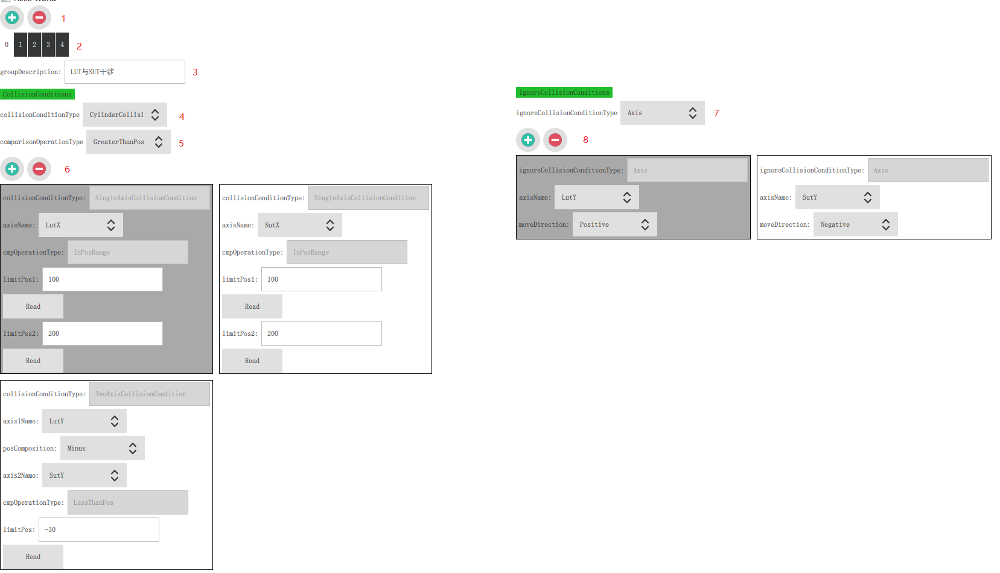 Hello World
1
0 1 2 3 4 2
groupDescription: LUT与SUT干涉 3
CollisionConditions
collisionConditionType CylinderCollisi 4
comparisonOperationType GreaterThanPos 5
6
collisionConditionType: SingleAxisCollisionCondition
axisName: LutX
cmpOperationType: InPosRange
limitPos1: 100
Read
limitPos2: 200
Read
collisionConditionType: SingleAxisCollisionCondition
axisName: SutX
cmpOperationType: InPosRange
limitPos1: 100
Read
limitPos2: 200
Read
collisionConditionType: TwoAxisCollisionCondition
axis1Name: LutY
posComposition: Minus
axis2Name: SutY
cmpOperationType: LessThanPos
limitPos: -30
Read
IgnoreCollisionConditions
ignoreCollisionConditionType Axis 7
8
ignoreCollisionConditionType: Axis
axisName: LutY
moveDirection: Positive
ignoreCollisionConditionType: Axis
axisName: SutY
moveDirection: Negative